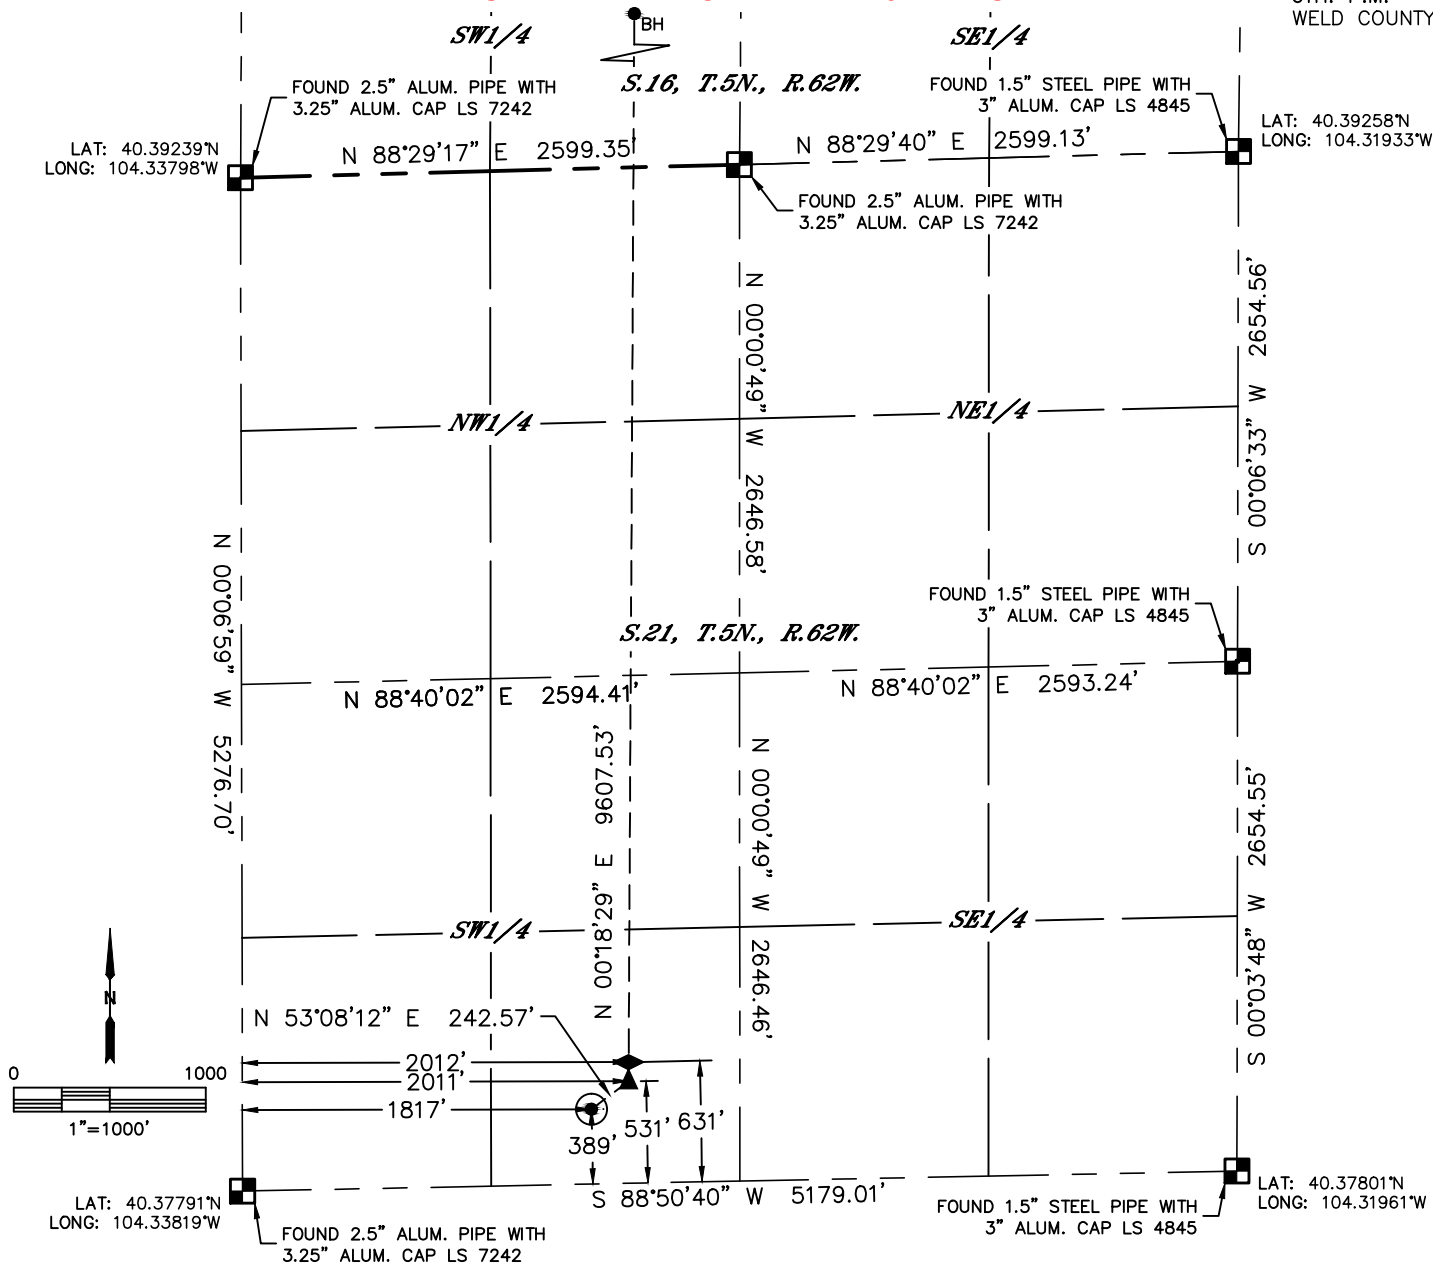 WELD COUNTY
SW1/4
BH
SE1/4
S.16, T.5N., R.62W.
FOUND 2.5" ALUM. PIPE WITH
3.25" ALUM. CAP LS 7242
FOUND 1.5" STEEL PIPE WITH
3" ALUM. CAP LS 4845
LAT: 40.39239°N
LONG: 104.33798°W
LAT: 40.39258°N
LONG: 104.31933°W
N 88°29'17" E 2599.35'
N 88°29'40" E 2599.13'
FOUND 2.5" ALUM. PIPE WITH
3.25" ALUM. CAP LS 7242
N 00°00'49" W 2646.58'
S 00°06'33" W 2654.56'
NW1/4
NE1/4
N 00°06'59" W 5276.70'
FOUND 1.5" STEEL PIPE WITH
3" ALUM. CAP LS 4845
S.21, T.5N., R.62W.
N 88°40'02" E 2594.41'
N 88°40'02" E 2593.24'
N 00°18'29" E 9607.53'
N 00°00'49" W 2646.46'
S 00°03'48" W 2654.55'
SW1/4
SE1/4
N
N 53°08'12" E 242.57'
0 1000
1"=1000'
2012'
2011'
1817'
389'
531'
631'
S 88°50'40" W 5179.01'
LAT: 40.37791°N
LONG: 104.33819°W
FOUND 2.5" ALUM. PIPE WITH
3.25" ALUM. CAP LS 7242
FOUND 1.5" STEEL PIPE WITH
3" ALUM. CAP LS 4845
LAT: 40.37801°N
LONG: 104.31961°W